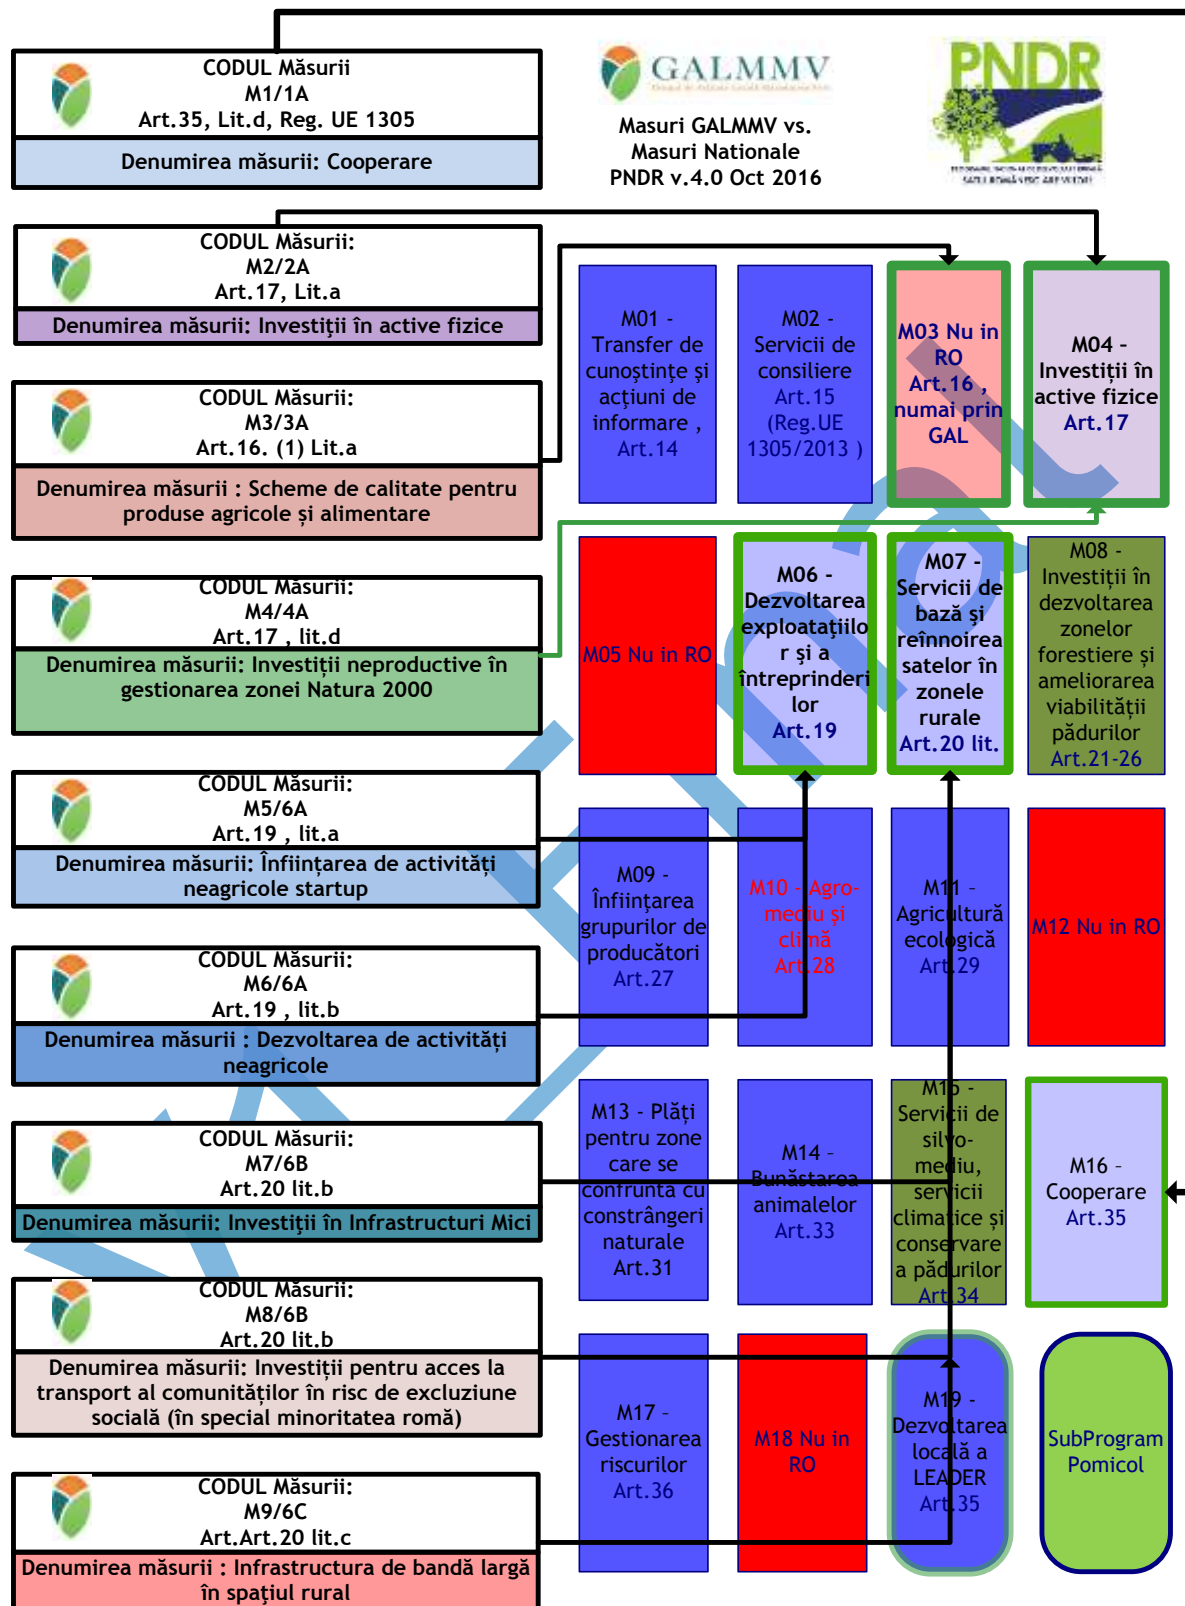 CODUL Măsurii
M1/1A
Art.35, Lit.d, Reg. UE 1305
Denumirea măsurii: Cooperare
GALMMV
Masuri GALMMV vs.
Masuri Nationale
PNDR v.4.0 Oct 2016
PNDR
CODUL Măsurii:
M2/2A
Art.17, Lit.a
Denumirea măsurii: Investiții în active fizice
CODUL Măsurii:
M3/3A
Art.16. (1) Lit.a
Denumirea măsurii : Scheme de calitate pentru
produse agricole și alimentare
CODUL Măsurii:
M4/4A
Art.17 , lit.d
Denumirea măsurii: Investiții neproductive în
gestionarea zonei Natura 2000
CODUL Măsurii:
M5/6A
Art.19 , lit.a
Denumirea măsurii: Înființarea de activități
neagricole startup
CODUL Măsurii:
M6/6A
Art.19 , lit.b
Denumirea măsurii : Dezvoltarea de activități
neagricole
CODUL Măsurii:
M7/6B
Art.20 lit.b
Denumirea măsurii: Investiții în Infrastructuri Mici
CODUL Măsurii:
M8/6B
Art.20 lit.b
Denumirea măsurii: Investiții pentru acces la
transport al comunităților în risc de excluziune
socială (în special minoritatea romă)
CODUL Măsurii:
M9/6C
Art.Art.20 lit.c
Denumirea măsurii : Infrastructura de bandă largă
în spațiul rural
M01 -
Transfer de
cunoştinţe şi
acţiuni de
informare ,
Art.14
M02 -
Servicii de
consiliere
Art.15
(Reg.UE
1305/2013 )
M03 Nu in
RO
Art.16 ,
numai prin
GAL
M04 -
Investiţii în
active fizice
Art.17
M05 Nu in RO
M06 -
Dezvoltarea
exploataţiilo
r şi a
întreprinderi
lor
Art.19
M07 -
Servicii de
bază şi
reînnoirea
satelor în
zonele
rurale
Art.20 lit.
M08 -
Investiții în
dezvoltarea
zonelor
forestiere și
ameliorarea
viabilității
pădurilor
Art.21-26
M09 -
Înfiinţarea
grupurilor de
producători
Art.27
M10 - Agro-
mediu şi
climă
Art.28
M11 -
Agricultură
ecologică
Art.29
M12 Nu in RO
M13 - Plăţi
pentru zone
care se
confrunta cu
constrângeri
naturale
Art.31
M14 -
Bunăstarea
animalelor
Art.33
M15 -
Servicii de
silvo-
mediu,
servicii
climatice și
conservare
a pădurilor
Art.34
M16 -
Cooperare
Art.35
M17 -
Gestionarea
riscurilor
Art.36
M18 Nu in
RO
M19 -
Dezvoltarea
locală a
LEADER
Art.35
SubProgram
Pomicol